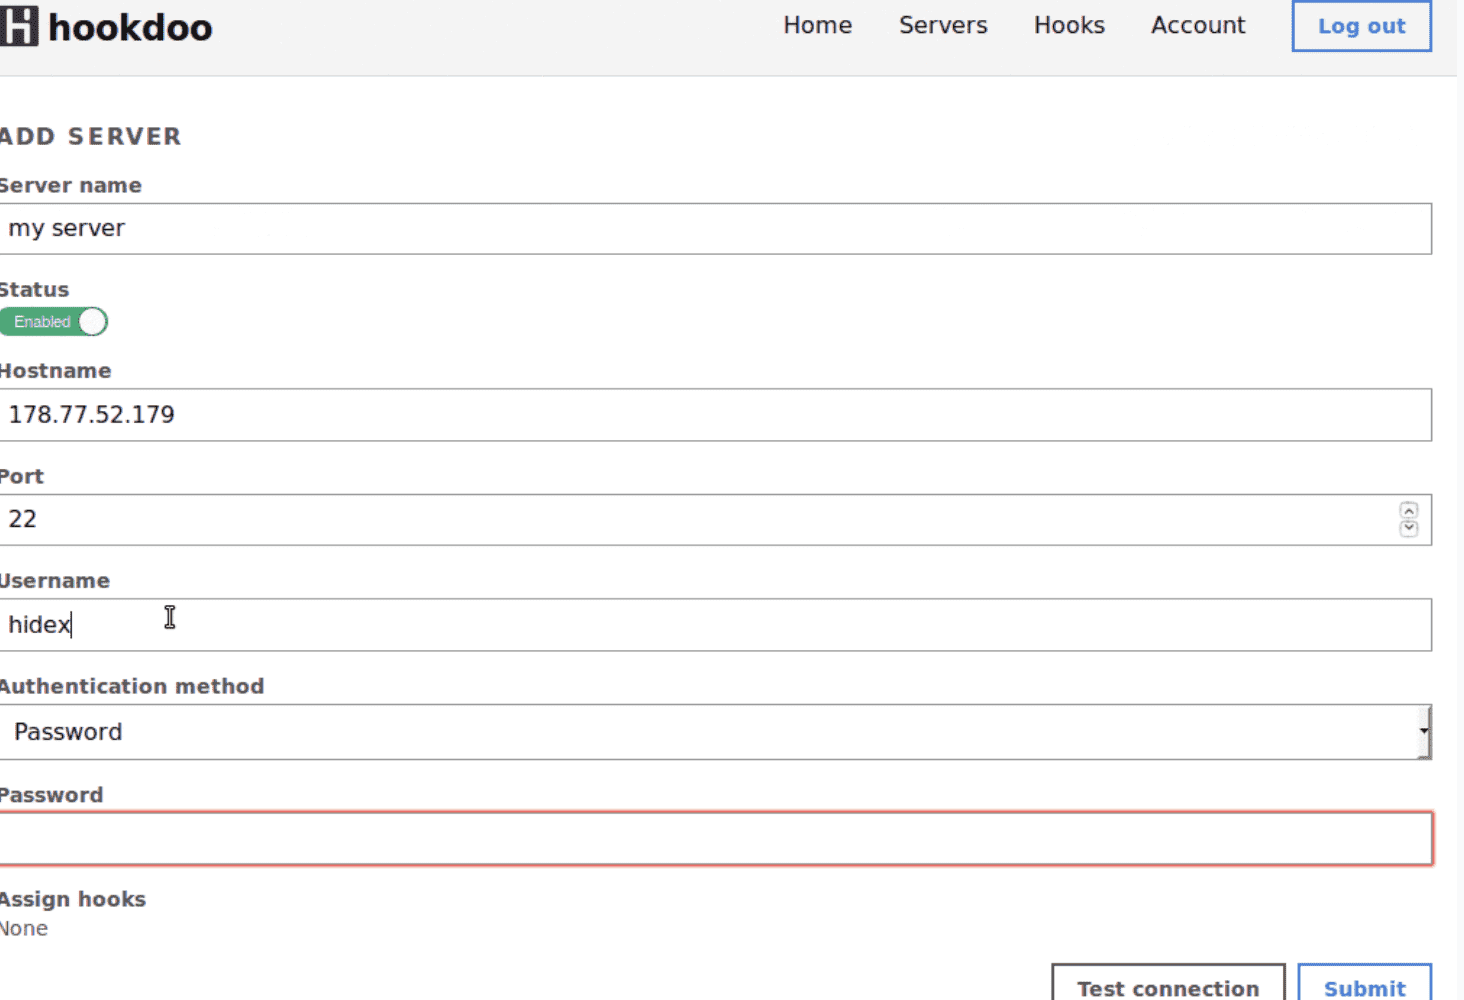 hookdoo Home Servers Hooks Account Log out
ADD SERVER
Server name
my server
Status
Enabled
Hostname
178.77.52.179
Port
22
Username
hidex
Authentication method
Password
Password
Assign hooks
None
Test connection Submit